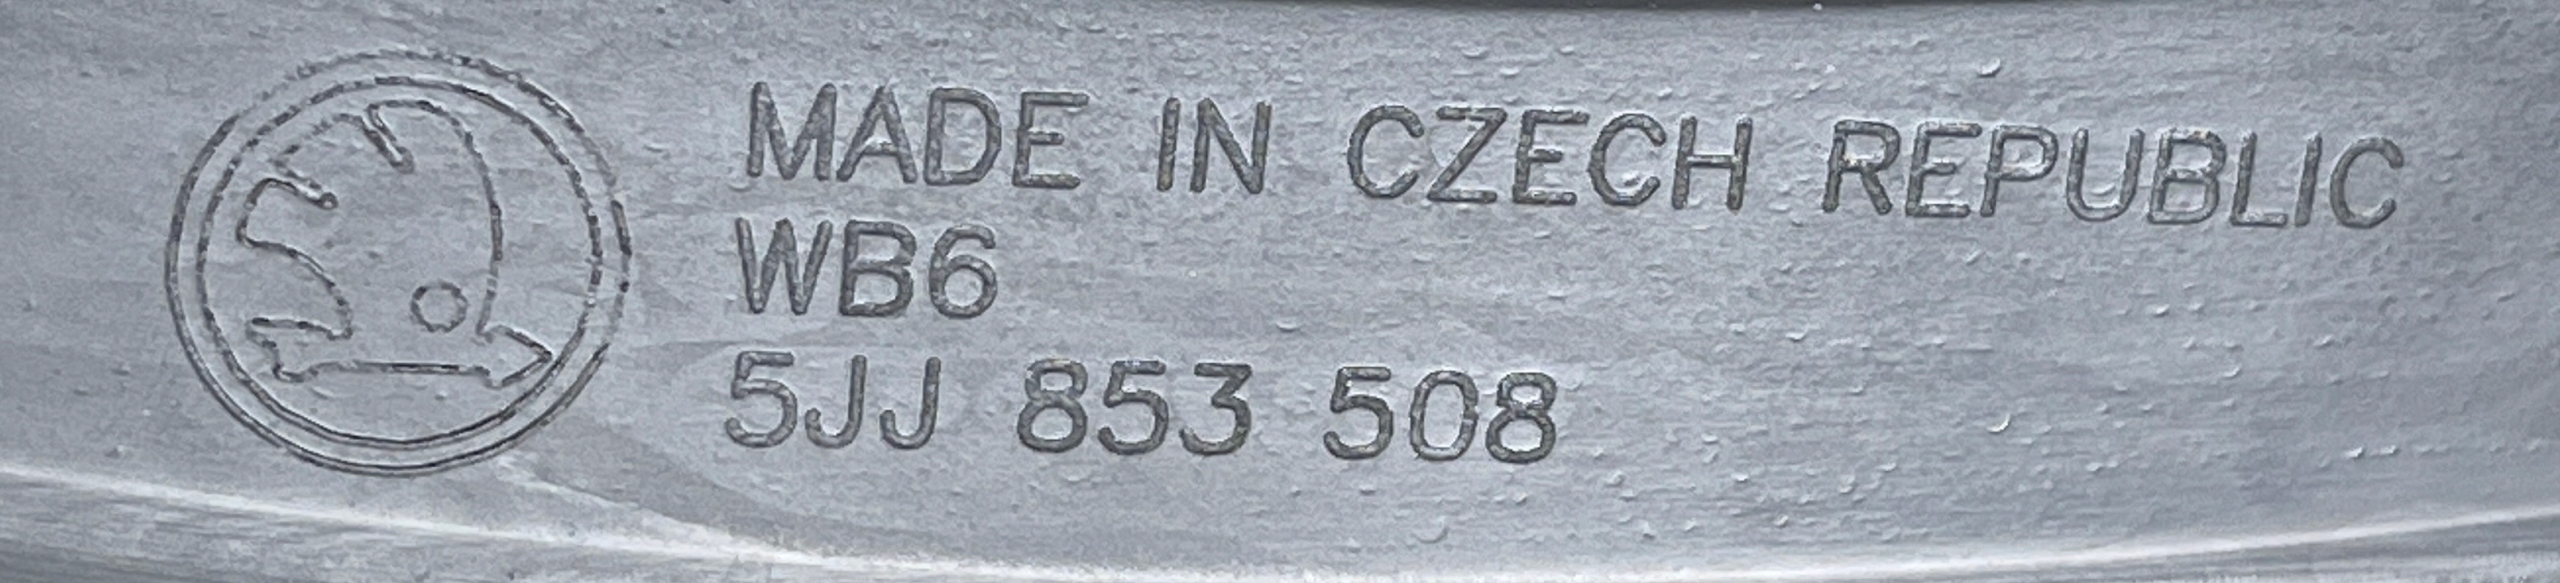 MADE IN CZECH REPUBLIC
WB6
5JJ 853 508